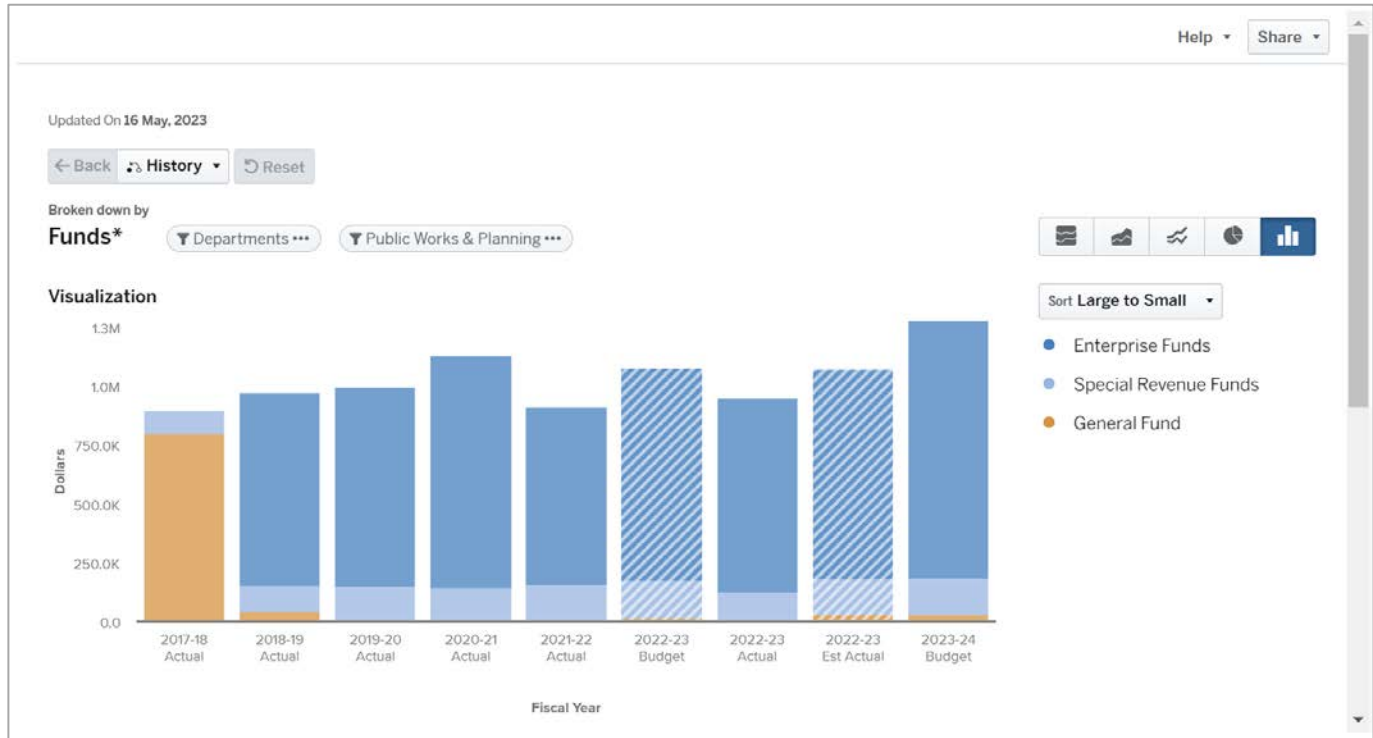 Help
Share
Updated On 16 May, 2023
Back
History
Reset
Broken down by
Funds*
Departments •••
Public Works & Planning •••
Visualization
Sort Large to Small
Enterprise Funds
Special Revenue Funds
General Fund
Dollars
1.3M
1.0M
750.0K
500.0K
250.0K
0.0
2017-18
Actual
2018-19
Actual
2019-20
Actual
2020-21
Actual
2021-22
Actual
2022-23
Budget
2022-23
Actual
2022-23
Est Actual
2023-24
Budget
Fiscal Year